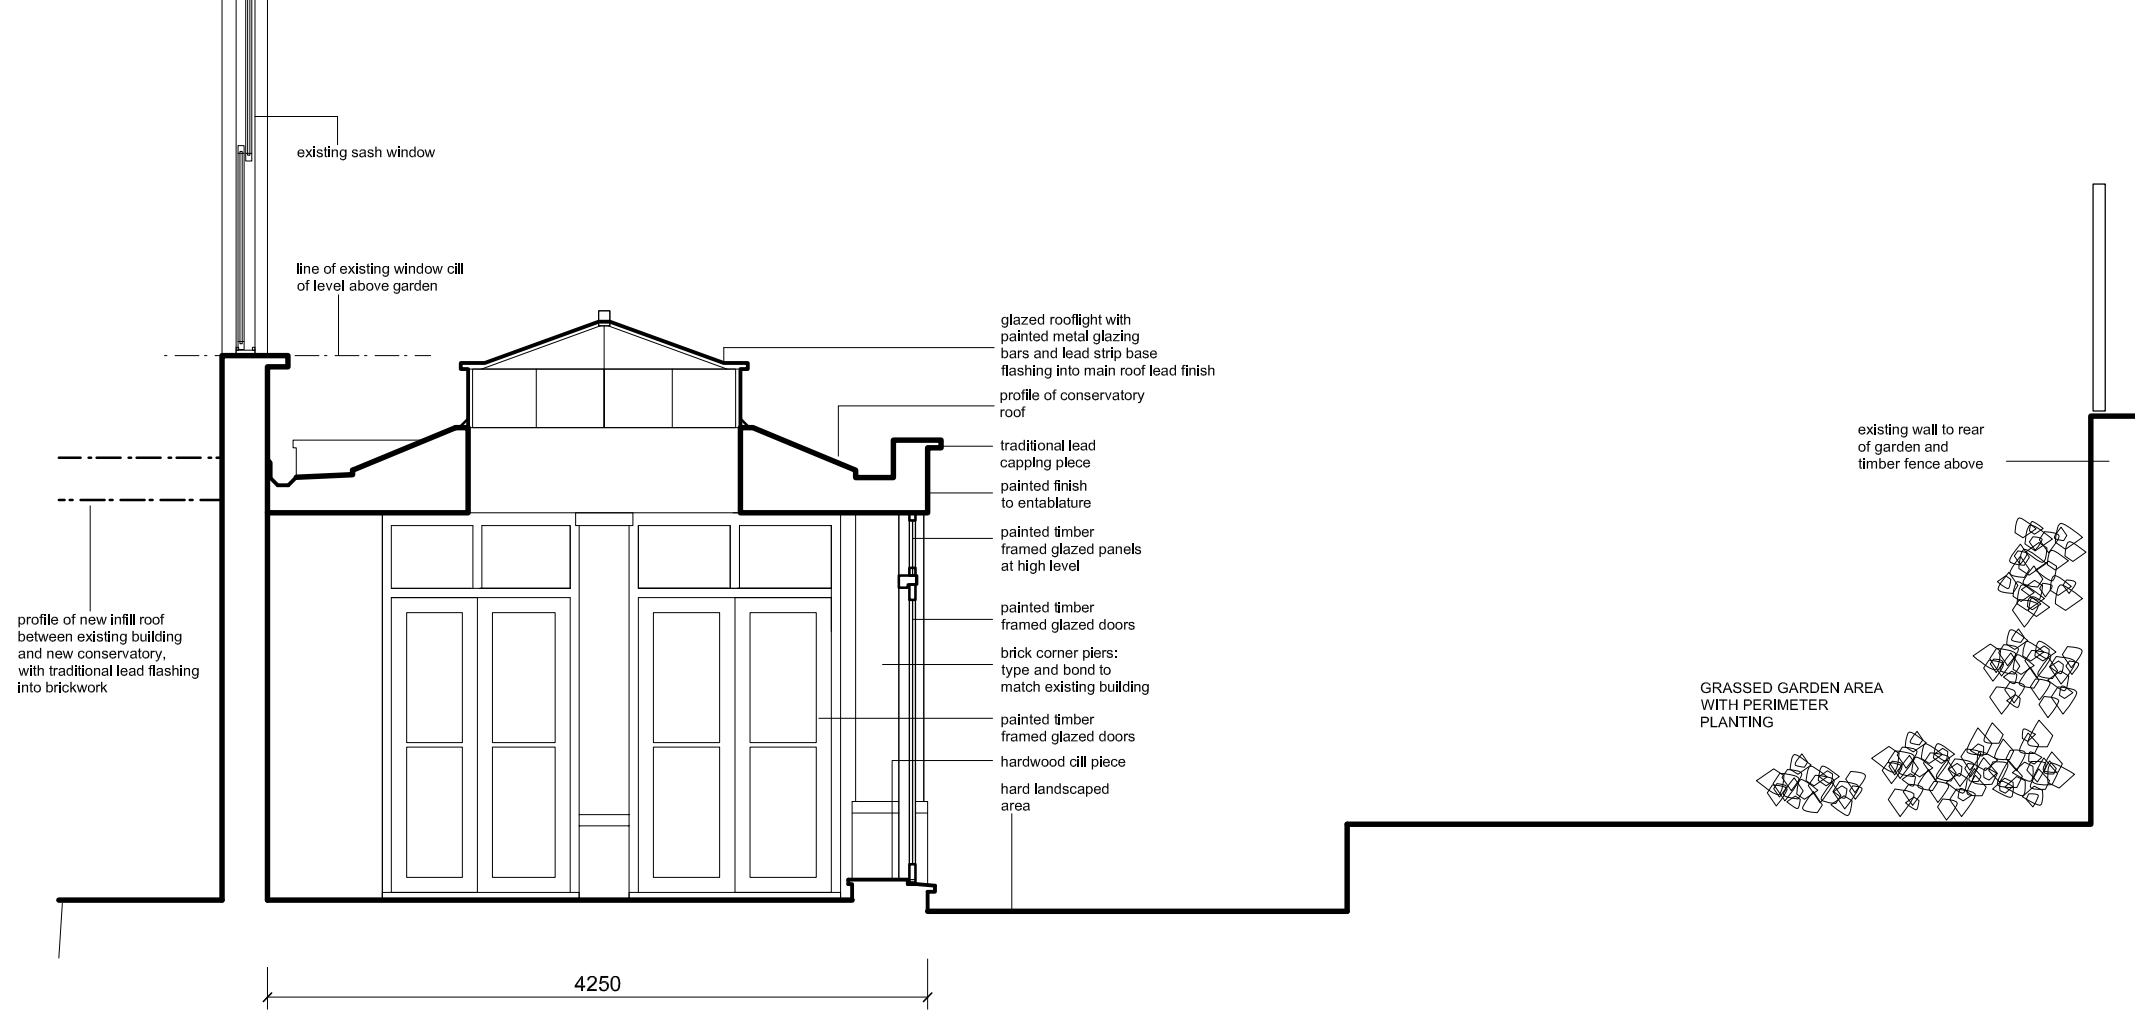 existing sash window
line of existing window cill
of level above garden
glazed rooflight with
painted metal glazing
bars and lead strip base
flashing into main roof lead finish
profile of conservatory
roof
traditional lead
capping piece
painted finish
to entablature
painted timber
framed glazed panels
at high level
painted timber
framed glazed doors
brick corner piers:
type and bond to
match existing building
painted timber
framed glazed doors
hardwood cill piece
hard landscaped
area
profile of new infill roof
between existing building
and new conservatory,
with traditional lead flashing
into brickwork
existing wall to rear
of garden and
timber fence above
GRASSED GARDEN AREA
WITH PERIMETER
PLANTING
4250